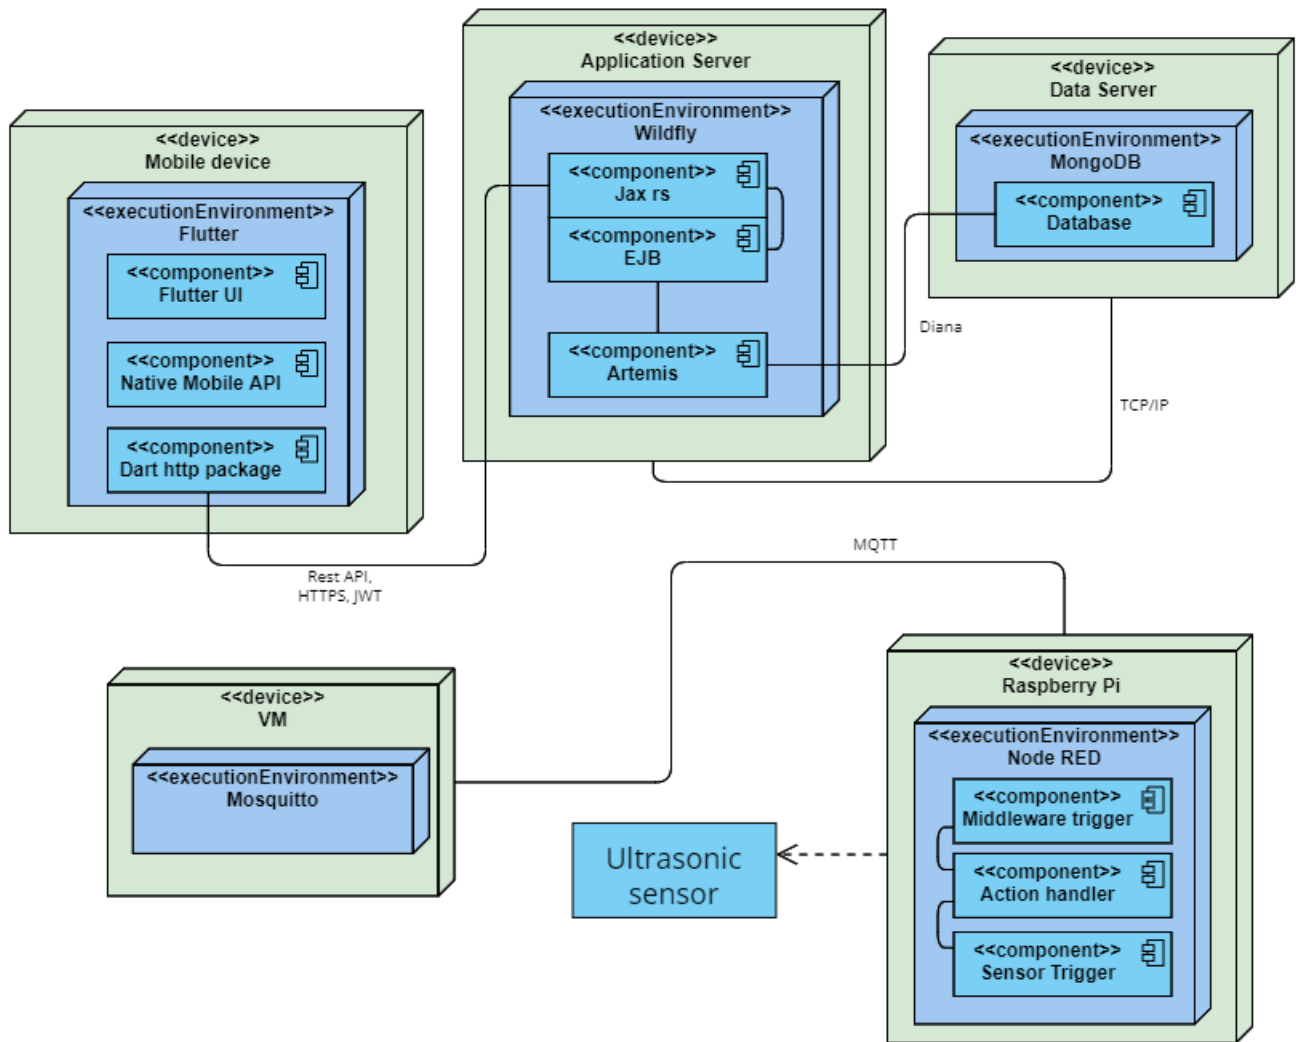 <<device>>
Mobile device
<<executionEnvironment>>
Flutter
<<component>>
Flutter UI
<<component>>
Native Mobile API
<<component>>
Dart http package
Rest API,
HTTPS, JWT
<<device>>
Application Server
<<executionEnvironment>>
Wildfly
<<component>>
Jax rs
<<component>>
EJB
<<component>>
Artemis
<<device>>
Data Server
<<executionEnvironment>>
MongoDB
<<component>>
Database
Diana
TCP/IP
MQTT
<<device>>
VM
<<executionEnvironment>>
Mosquitto
Ultrasonic
sensor
<<device>>
Raspberry Pi
<<executionEnvironment>>
Node RED
<<component>>
Middleware trigger
<<component>>
Action handler
<<component>>
Sensor Trigger